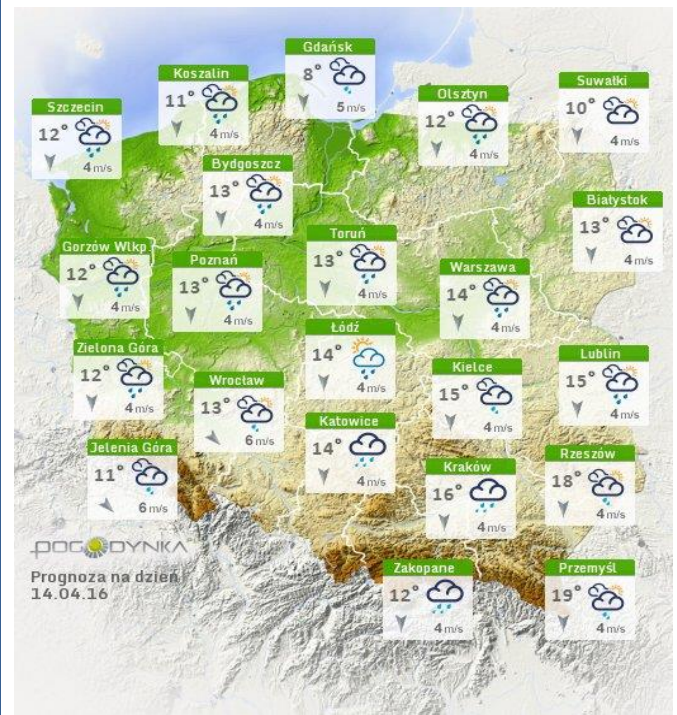 Gdańsk
8°
5 m/s
Koszalin
11°
4 m/s
Suwałki
10°
4 m/s
Olsztyn
12°
4 m/s
Szczecin
12°
4 m/s
Bydgoszcz
13°
4 m/s
Białystok
13°
4 m/s
Toruń
13°
4 m/s
Gorzów Wlkp
12°
4 m/s
Poznań
13°
4 m/s
Warszawa
14°
4 m/s
Łódź
14°
4 m/s
Zielona Góra
12°
4 m/s
Lublin
15°
4 m/s
Kielce
15°
4 m/s
Wrocław
13°
6 m/s
Katowice
14°
4 m/s
Jelenia Góra
11°
6 m/s
Rzeszów
18°
4 m/s
Kraków
16°
4 m/s
POGODYNKA
Prognoza na dzień
14.04.16
Zakopane
12°
4 m/s
Przemyśl
19°
4 m/s